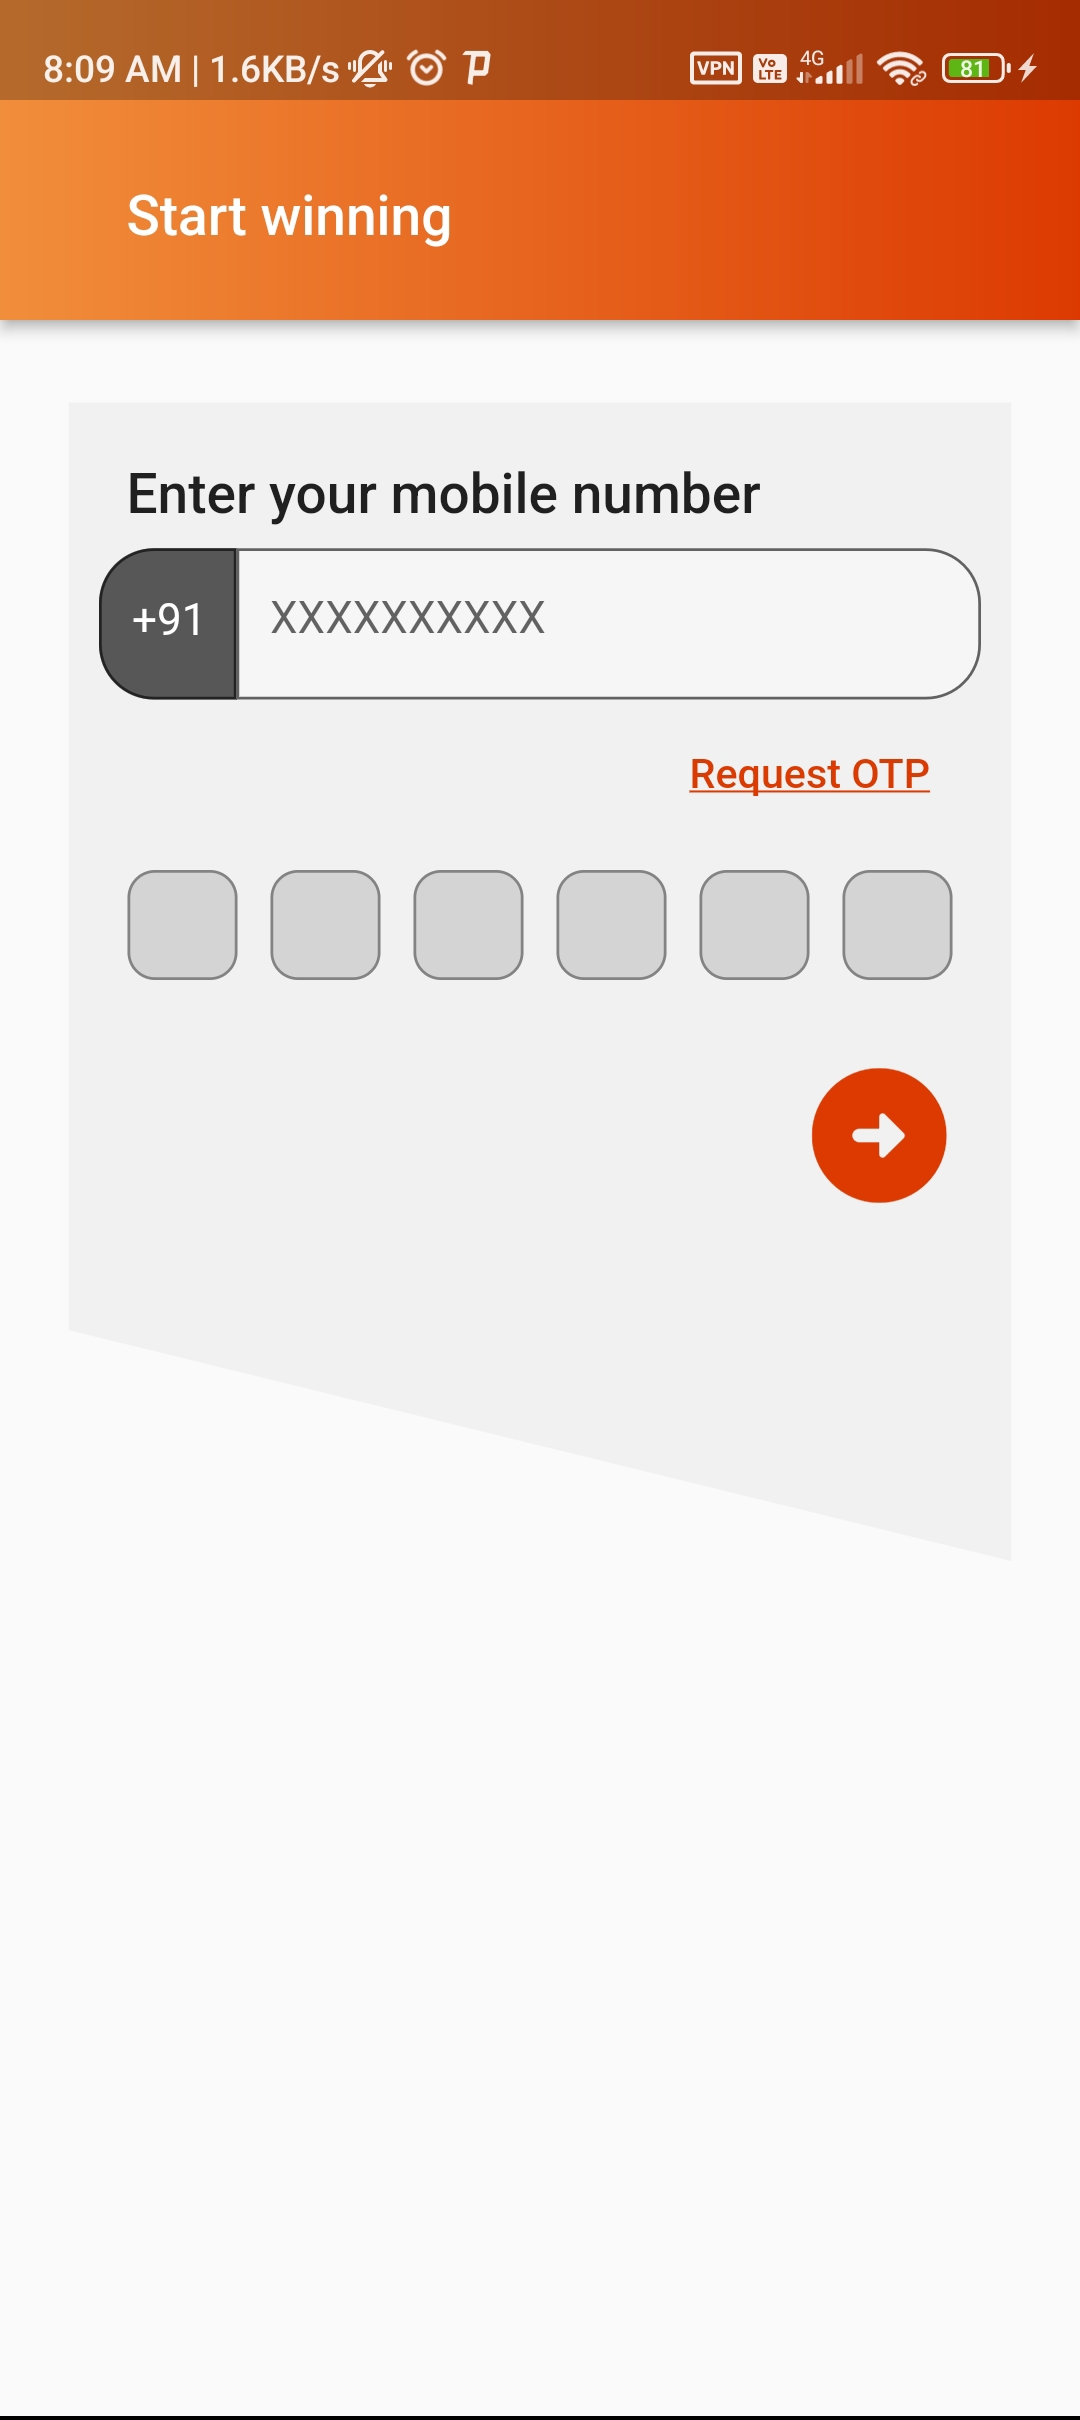 8:09 AM | 1.6KB/s VPN Vo LTE 4G 81
Start winning
Enter your mobile number
+91 XXXXXXXXXX
Request OTP